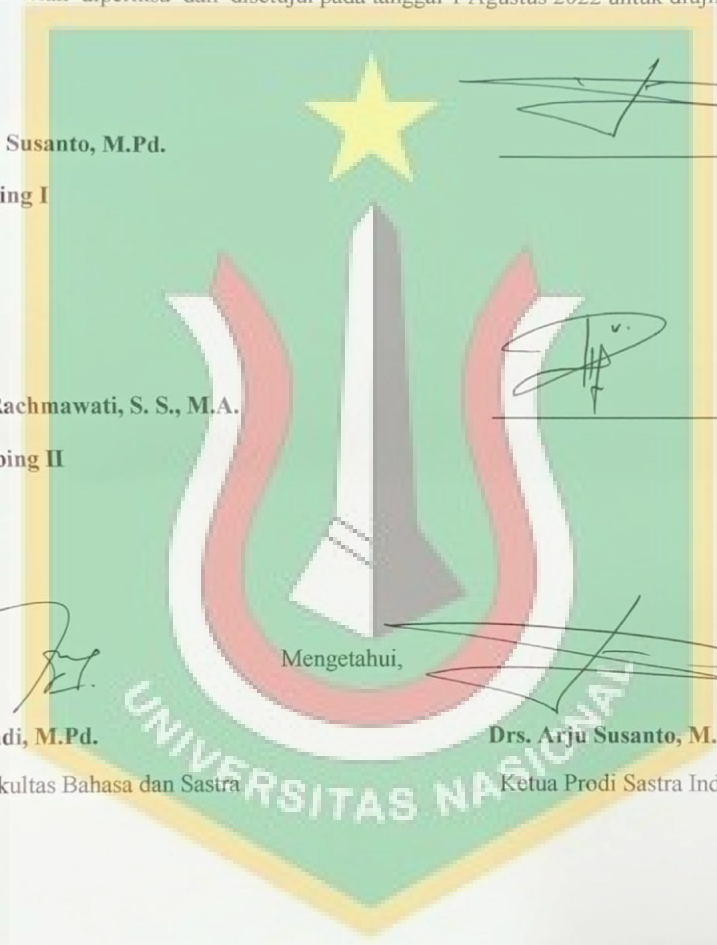 diperiksa dan disetujui pada tanggal 1 Agustus 2022 untuk diuji
Susanto, M.Pd.
ing I
Rachmawati, S. S., M.A.
bing II
Mengetahui,
di, M.Pd. Drs. Arju Susanto, M.
kultas Bahasa dan Sastra Ketua Prodi Sastra Ind
UNIVERSITAS NASIONAL